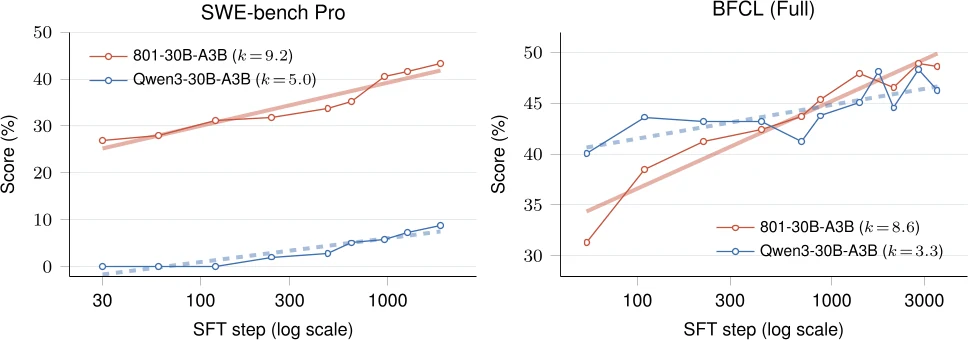 SWE-bench Pro
Score (%)
50
40
30
20
10
0
801-30B-A3B (k = 9.2)
Qwen3-30B-A3B (k = 5.0)
30
100
300
1000
SFT step (log scale)
BFCL (Full)
Score (%)
50
45
40
35
30
801-30B-A3B (k = 8.6)
Qwen3-30B-A3B (k = 3.3)
100
300
1000
3000
SFT step (log scale)